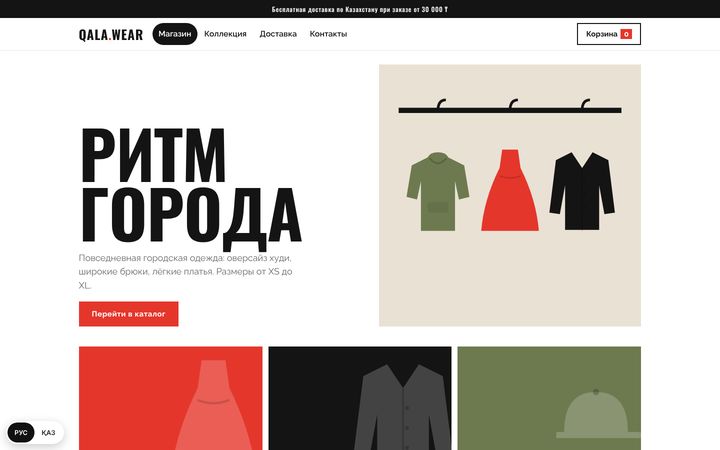 Бесплатная доставка по Казахстану при заказе от 30 000 ₸
QALA.WEAR
Магазин
Коллекция
Доставка
Контакты
Корзина 0
РИТМ
ГОРОДА
Повседневная городская одежда: оверсайз худи,
широкие брюки, лёгкие платья. Размеры от XS до
XL.
Перейти в каталог
РУС
ҚАЗ